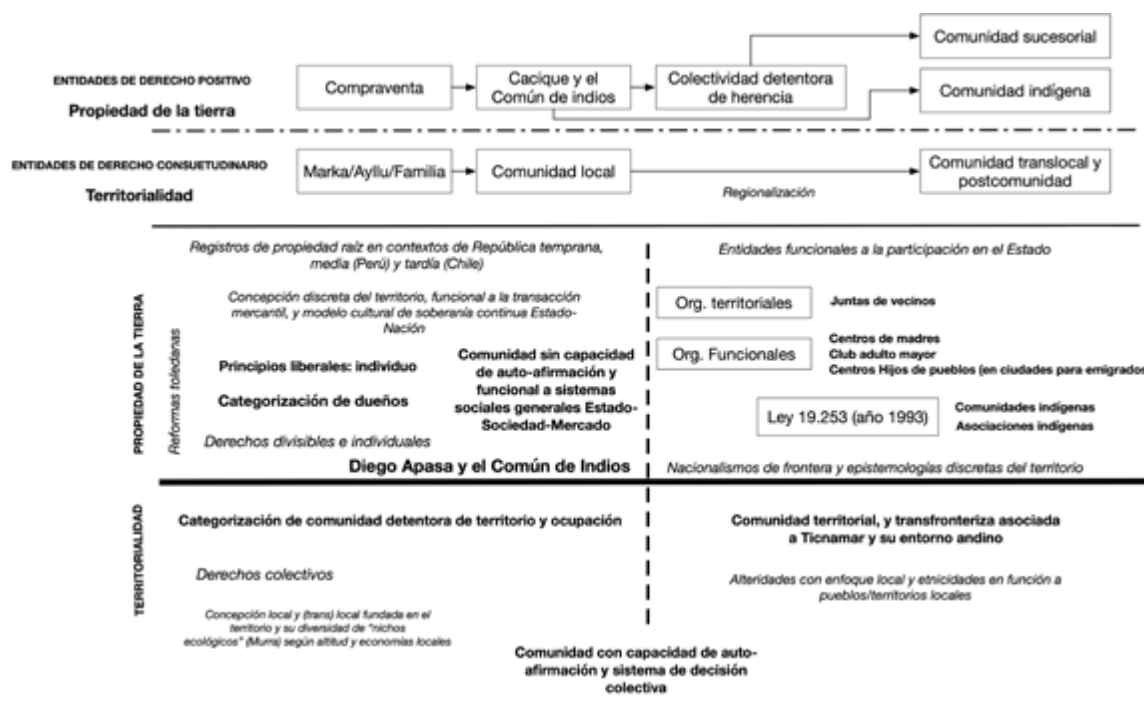 Comunidad sucesorial
ENTIDADES DE DERECHO POSITIVO
Propiedad de la tierra
Compraventa
Cacique y el
Común de indios
Colectividad detentora
de herencia
Comunidad indígena
ENTIDADES DE DERECHO CONSUETUDINARIO
Territorialidad
Marka/Ayllu/Familia
Comunidad local
Regionalización
Comunidad translocal y
postcomunidad
PROPIEDAD DE LA TIERRA
Reformas toledanas
Registros de propiedad raíz en contextos de República temprana,
media (Perú) y tardía (Chile)
Concepción discreta del territorio, funcional a la transacción
mercantil, y modelo cultural de soberanía continua Estado-
Nación
Principios liberales: individuo
Categorización de dueños
Derechos divisibles e individuales
Comunidad sin capacidad
de auto-afirmación y
funcional a sistemas
sociales generales Estado-
Sociedad-Mercado
Diego Apasa y el Común de Indios
Entidades funcionales a la participación en el Estado
Org. territoriales
Juntas de vecinos
Org. Funcionales
Centros de madres
Club adulto mayor
Centros Hijos de pueblos (en ciudades para emigrados
Ley 19.253 (año 1993)
Comunidades indígenas
Asociaciones indígenas
Nacionalismos de frontera y epistemologías discretas del territorio
TERRITORIALIDAD
Categorización de comunidad detentora de territorio y ocupación
Derechos colectivos
Concepción local y (trans) local fundada en el
territorio y su diversidad de "nichos
ecológicos" (Murra) según altitud y economías locales
Comunidad territorial, y transfronteriza asociada
a Ticnamar y su entorno andino
Alteridades con enfoque local y etnicidades en función a
pueblos/territorios locales
Comunidad con capacidad de auto-
afirmación y sistema de decisión
colectiva